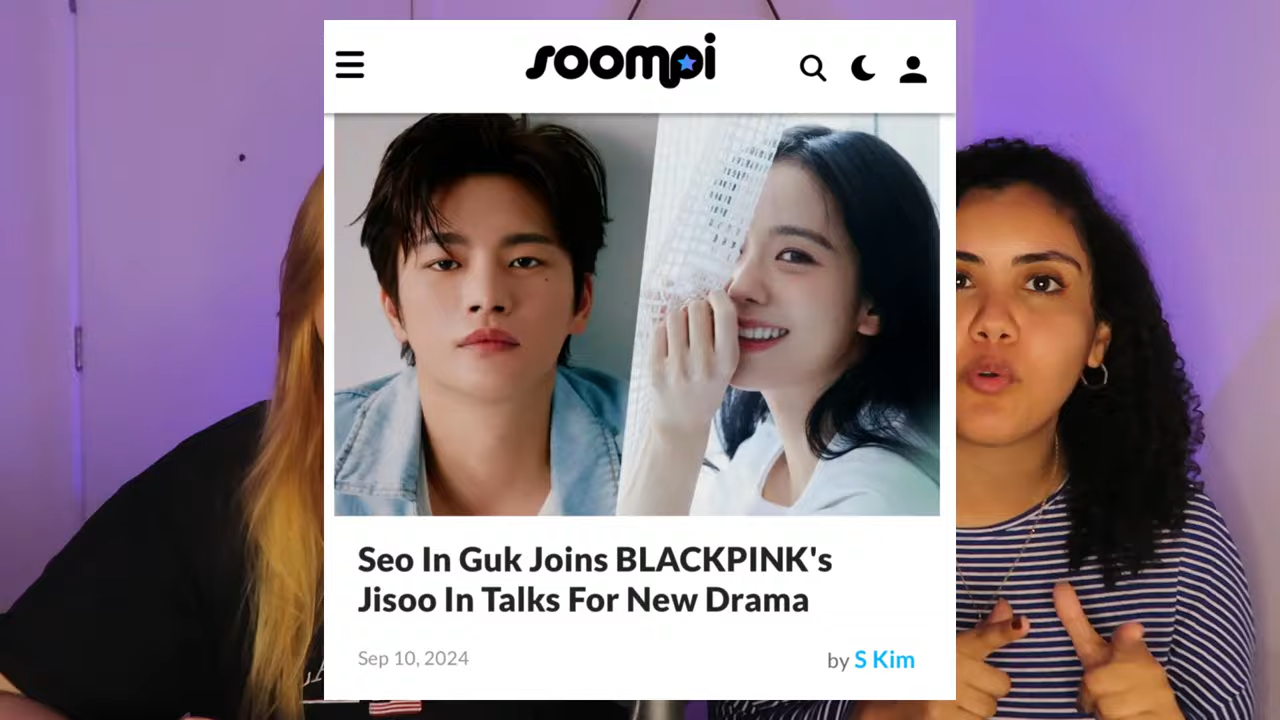 soompi
Seo In Guk Joins BLACKPINK's
Jisoo In Talks For New Drama
Sep 10, 2024
by S Kim